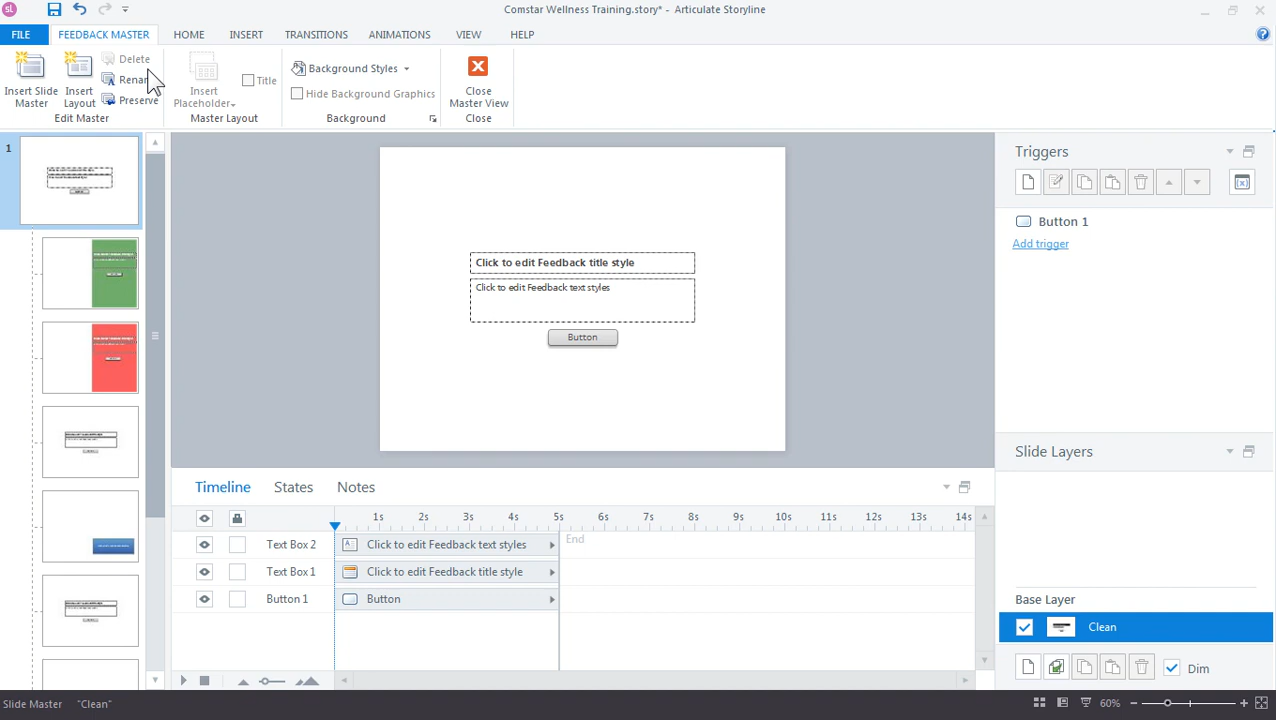 sl
Comstar Wellness Training.story* - Articulate Storyline
FILE
FEEDBACK MASTER
HOME
INSERT
TRANSITIONS
ANIMATIONS
VIEW
HELP
Insert Slide
Master
Insert
Layout
Delete
Renam
Preserve
Edit Master
Insert
Placeholder
Title
Master Layout
Background Styles
Hide Background Graphics
Background
Close
Master View
Close
1
Click to edit Feedback title style
Click to edit Feedback text styles
Button
Triggers
Button 1
Add trigger
Timeline
States
Notes
1s 2s 3s 4s 5s 6s 7s 8s 9s 10s 11s 12s 13s 14s
Text Box 2
Click to edit Feedback text styles
End
Text Box 1
Click to edit Feedback title style
Button 1
Button
Slide Layers
Base Layer
Clean
Dim
Slide Master "Clean"
60%